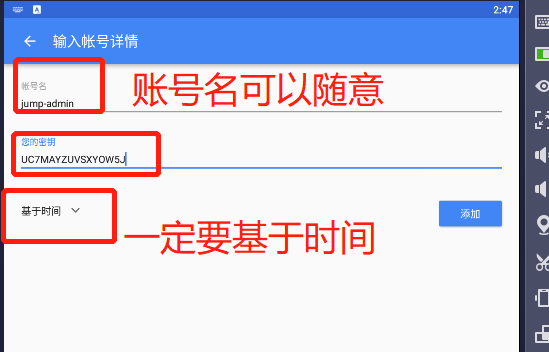 2:47
输入帐号详情
帐号名
jump-admin
账号名可以随意
您的密钥
UC7MAYZUVSXYOW5J
基于时间
添加
一定要基于时间